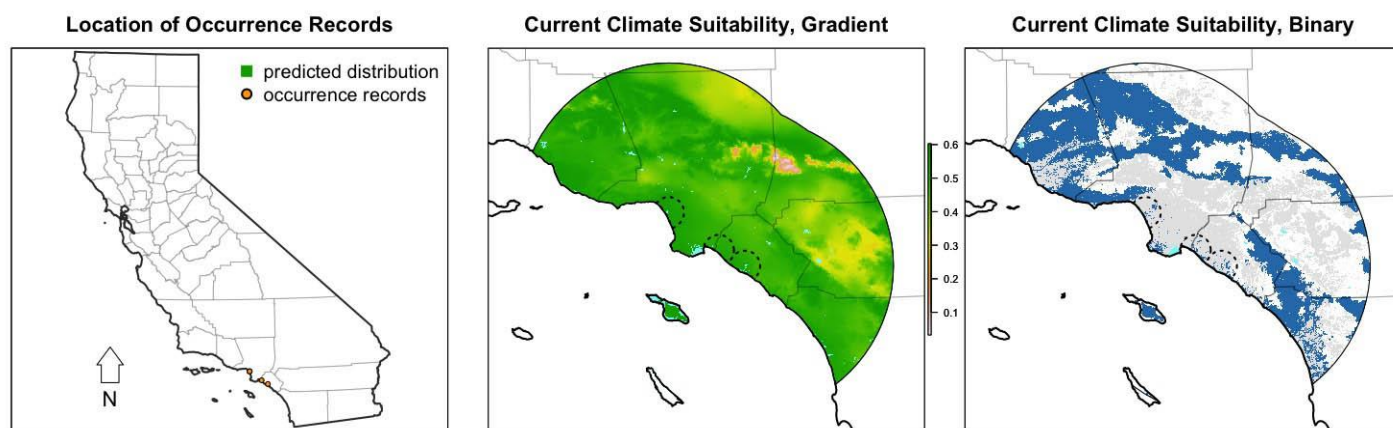 Location of Occurrence Records
predicted distribution
occurrence records
N
Current Climate Suitability, Gradient
0.6
0.5
0.4
0.3
0.2
0.1
Current Climate Suitability, Binary